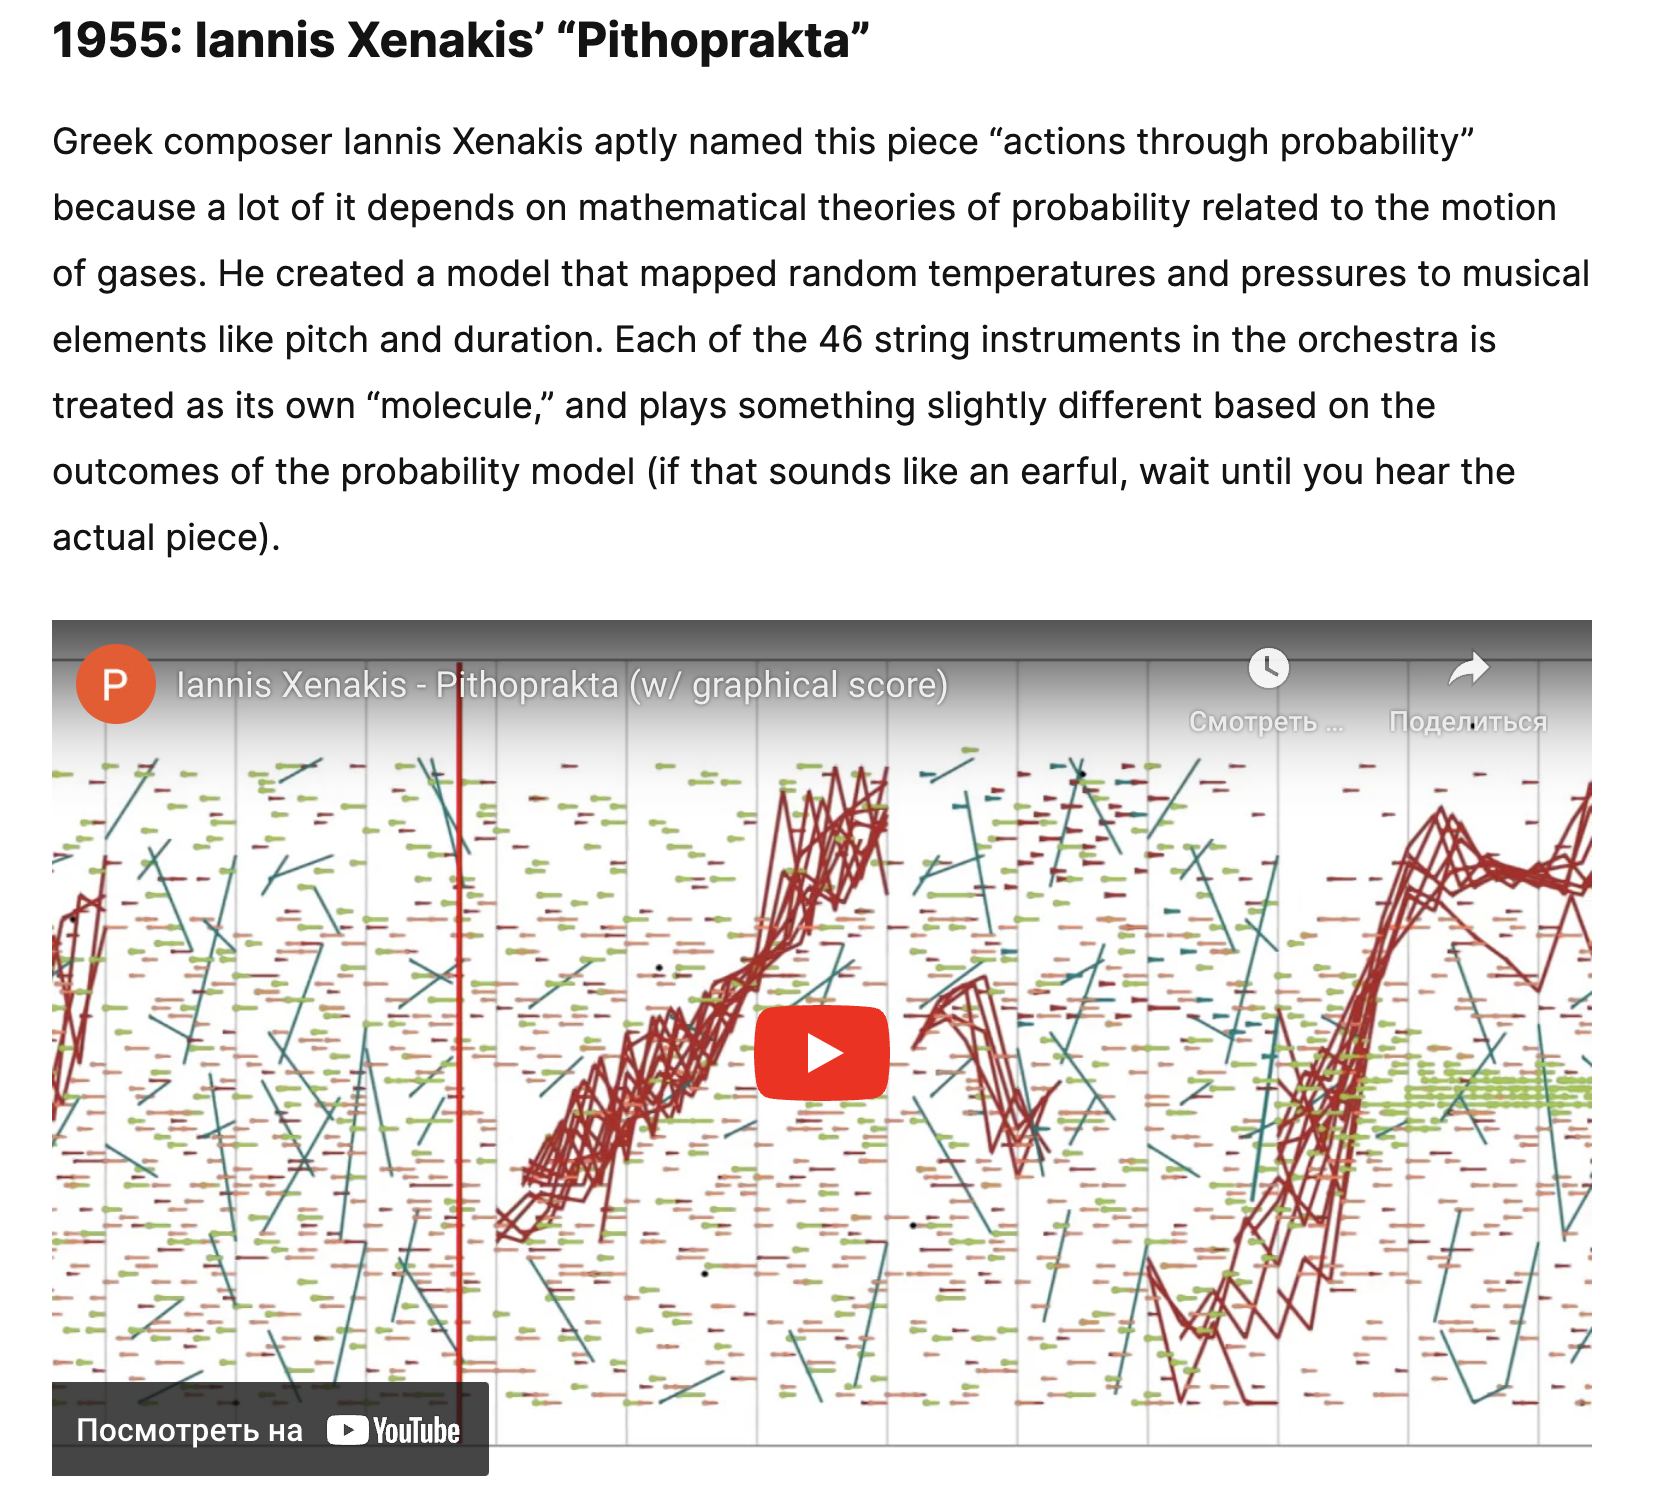 1955: Iannis Xenakis’ “Pithoprakta”
Greek composer Iannis Xenakis aptly named this piece “actions through probability”
because a lot of it depends on mathematical theories of probability related to the motion
of gases. He created a model that mapped random temperatures and pressures to musical
elements like pitch and duration. Each of the 46 string instruments in the orchestra is
treated as its own “molecule,” and plays something slightly different based on the
outcomes of the probability model (if that sounds like an earful, wait until you hear the
actual piece).
P
Iannis Xenakis - Pithoprakta (w/ graphical score)
Смотреть ...
Поделиться
Посмотреть на YouTube